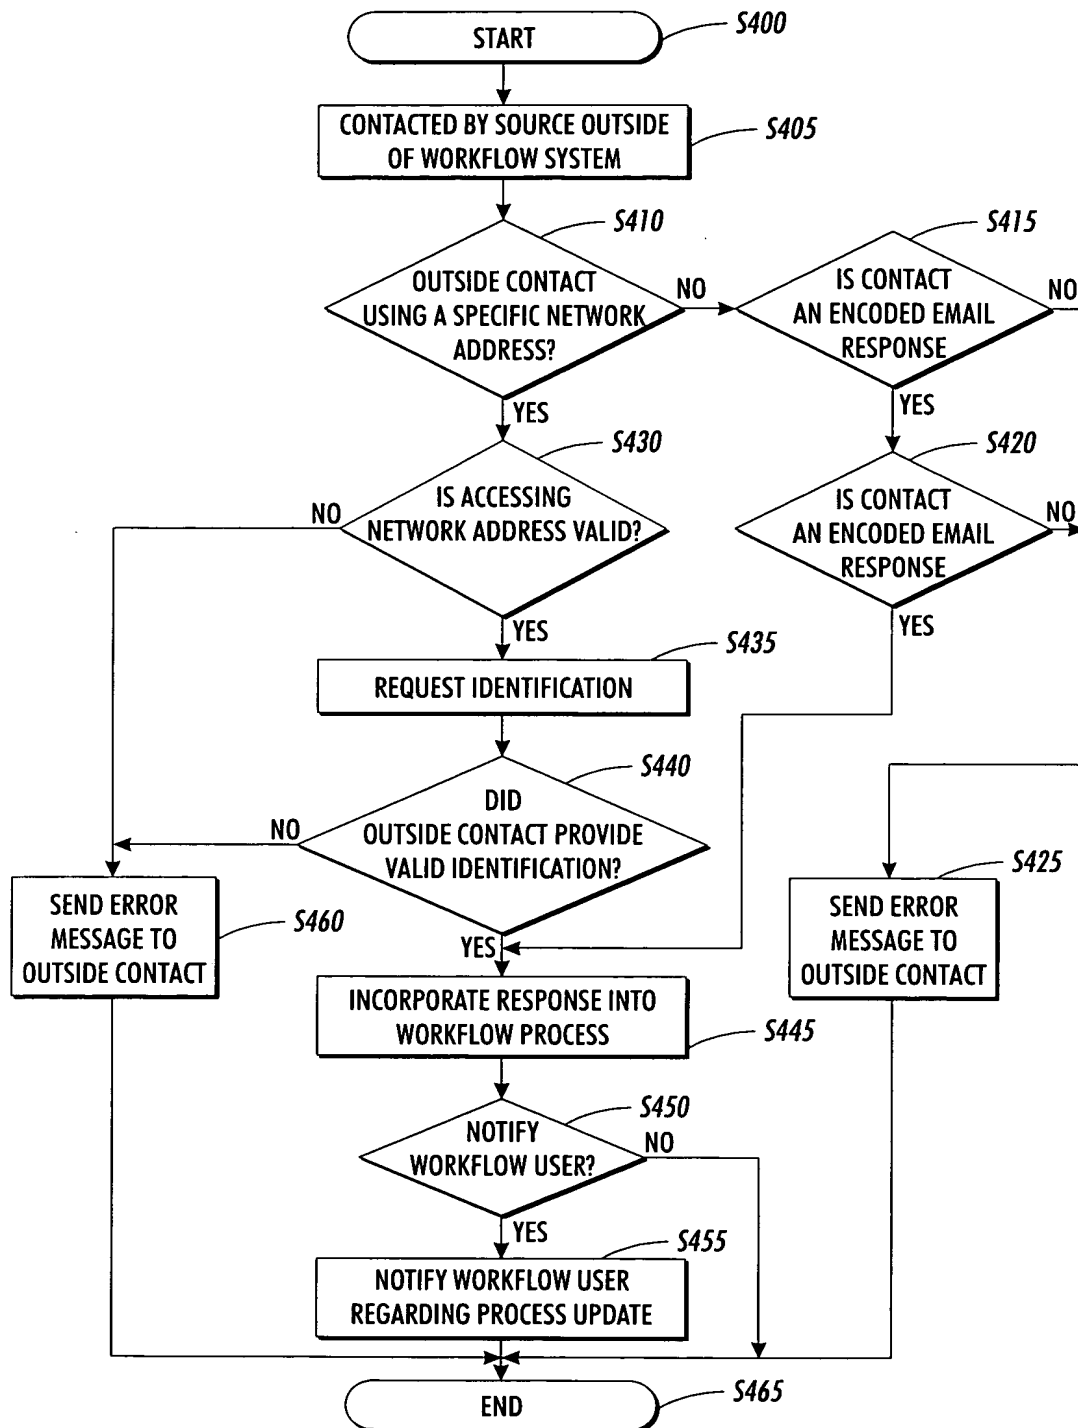 START
S400
CONTACTED BY SOURCE OUTSIDE
OF WORKFLOW SYSTEM
S405
S410
OUTSIDE CONTACT
USING A SPECIFIC NETWORK
ADDRESS?
NO
YES
S415
IS CONTACT
AN ENCODED EMAIL
RESPONSE
NO
YES
S430
IS ACCESSING
NETWORK ADDRESS VALID?
NO
YES
S420
IS CONTACT
AN ENCODED EMAIL
RESPONSE
NO
YES
S435
REQUEST IDENTIFICATION
S440
DID
OUTSIDE CONTACT PROVIDE
VALID IDENTIFICATION?
NO
YES
SEND ERROR
MESSAGE TO
OUTSIDE CONTACT
S460
S425
SEND ERROR
MESSAGE TO
OUTSIDE CONTACT
INCORPORATE RESPONSE INTO
WORKFLOW PROCESS
S445
S450
NOTIFY
WORKFLOW USER?
NO
YES
S455
NOTIFY WORKFLOW USER
REGARDING PROCESS UPDATE
END
S465